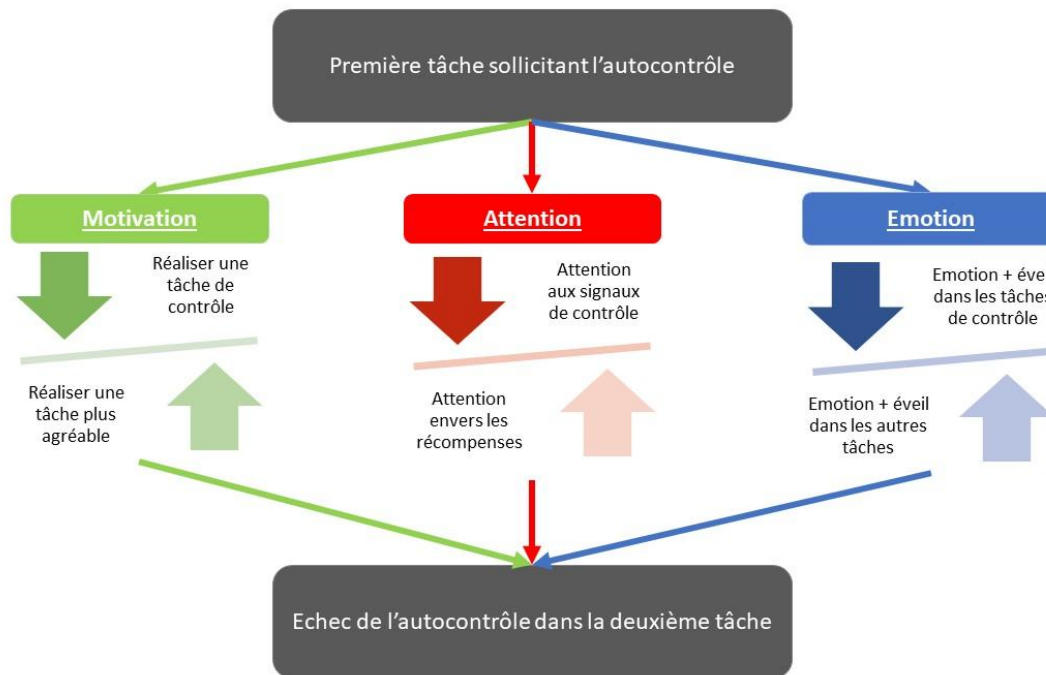 Première tâche sollicitant l'autocontrôle
Motivation
Réaliser une
tâche de
contrôle
Réaliser une
tâche plus
agréable
Attention
Attention
aux signaux
de contrôle
Attention
envers les
récompenses
Emotion
Emotion + évei
dans les tâches
de contrôle
Emotion + éveil
dans les autres
tâches
Echec de l'autocontrôle dans la deuxième tâche